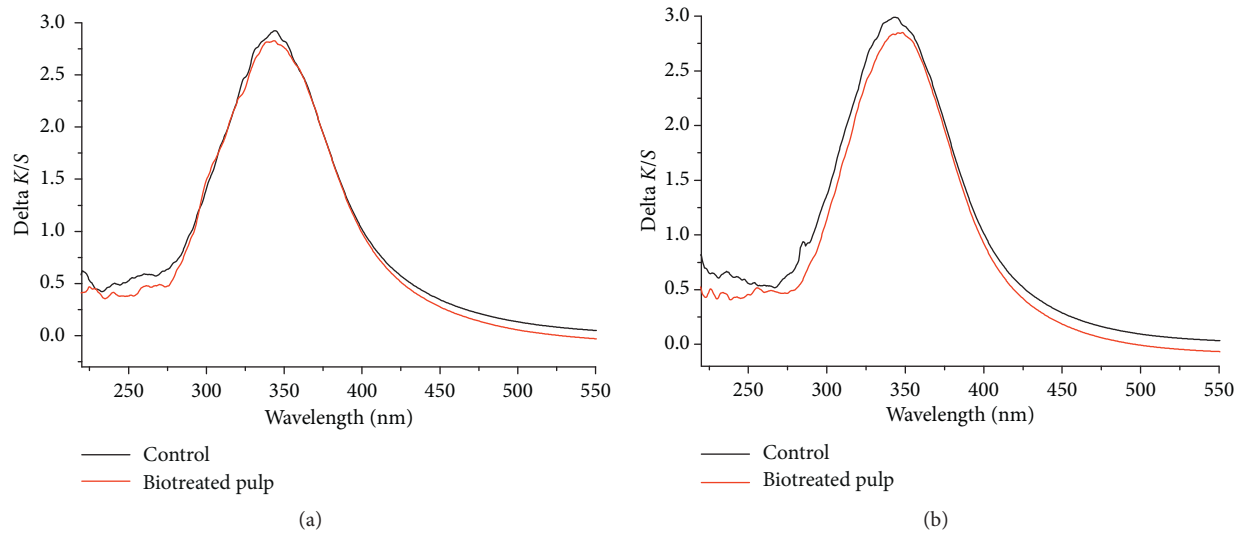 3.0
2.5
2.0
1.5
1.0
0.5
0.0
Delta K/S
250 300 350 400 450 500 550
Wavelength (nm)
Control
Biotreated pulp
(a)
3.0
2.5
2.0
1.5
1.0
0.5
0.0
Delta K/S
250 300 350 400 450 500 550
Wavelength (nm)
Control
Biotreated pulp
(b)